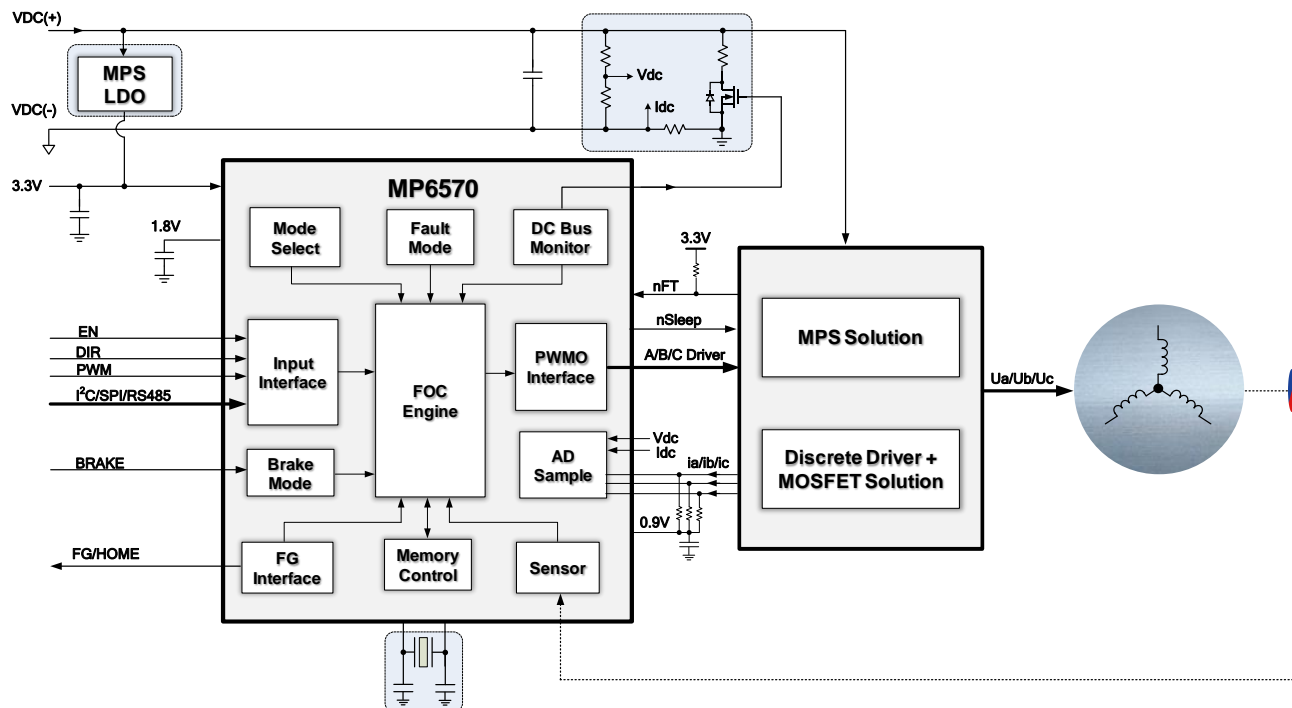 VDC(+)
MPS
LDO
Vdc
Idc
VDC(-)
3.3V
MP6570
1.8V
Mode
Select
Fault
Mode
DC Bus
Monitor
3.3V
nFT
nSleep
A/B/C Driver
EN
DIR
PWM
I²C/SPI/RS485
Input
Interface
FOC
Engine
PWMO
Interface
MPS Solution
Ua/Ub/Uc
BRAKE
Brake
Mode
AD
Sample
Vdc
Idc
ia/ib/ic
0.9V
Discrete Driver +
MOSFET Solution
FG/HOME
FG
Interface
Memory
Control
Sensor